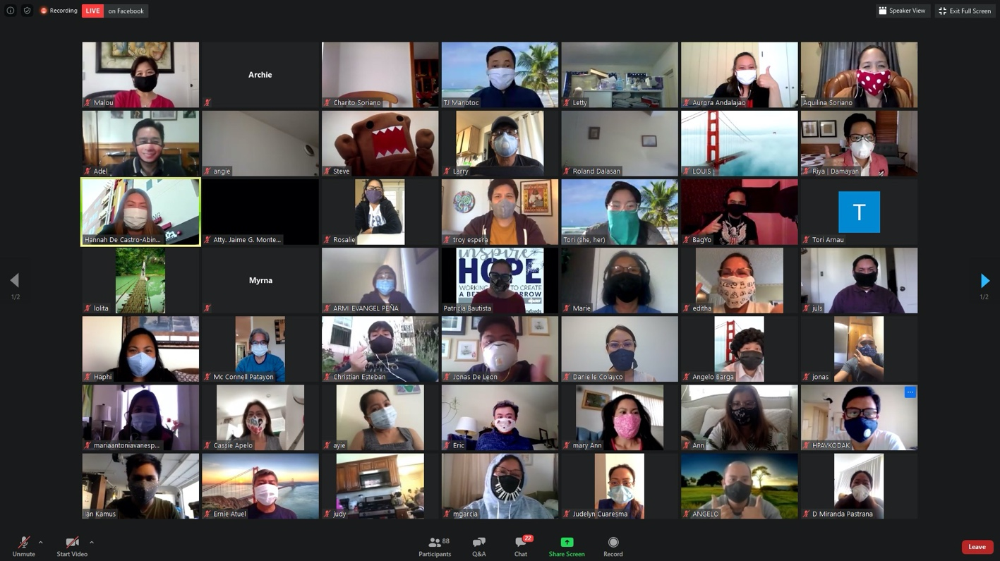 Recording
LIVE on Facebook
Speaker View
Exit Full Screen
Archie
Malou
Charito Soriano
TJ Manotoc
Letty
Aurora Andalajao
Aquilina Soriano
Adel
angie
Steve
Larry
Roland Dalasan
LOUIS
Riya | Damayan
Hannah De Castro-Abin...
Atty. Jaime G. Monte...
Rosalie
troy espera
Tori (she, her)
BagYo
T
Tori Arnau
Myrna
inspire
HOPE
WORKING TO CREATE
lolita
ARMI EVANGEL PEÑA
Patricia Bautista
Marie
editha
juls
1/2
1/2
Haphi
Mc Connell Patayon
Christian Esteban
Jonas De Leon
Danielle Colayco
Angelo Barga
jonas
mariaantoniavanesp...
Cassie Apelo
ayie
Eric
mary Ann
Ann
HPAVKODAK
Ian Kamus
Ernie Atuel
judy
mgarcia
Judelyn Cuaresma
ANGELO
D Miranda Pastrana
Unmute
Start Video
88
Participants
Q&A
22
Chat
Share Screen
Record
Leave